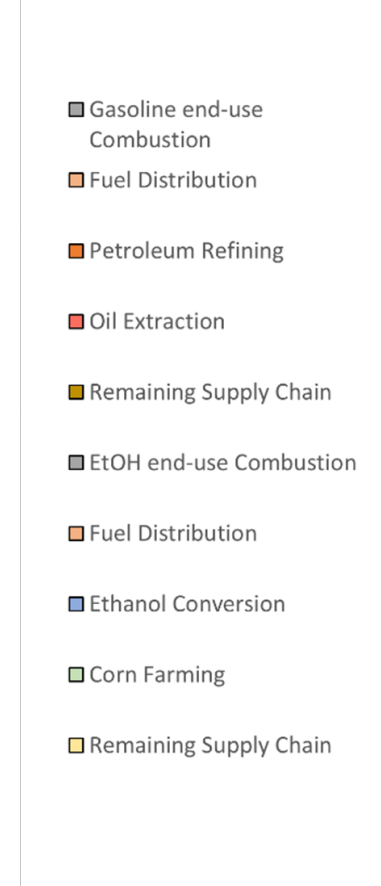 Gasoline end-use
Combustion
Fuel Distribution
Petroleum Refining
Oil Extraction
Remaining Supply Chain
EtOH end-use Combustion
Fuel Distribution
Ethanol Conversion
Corn Farming
Remaining Supply Chain